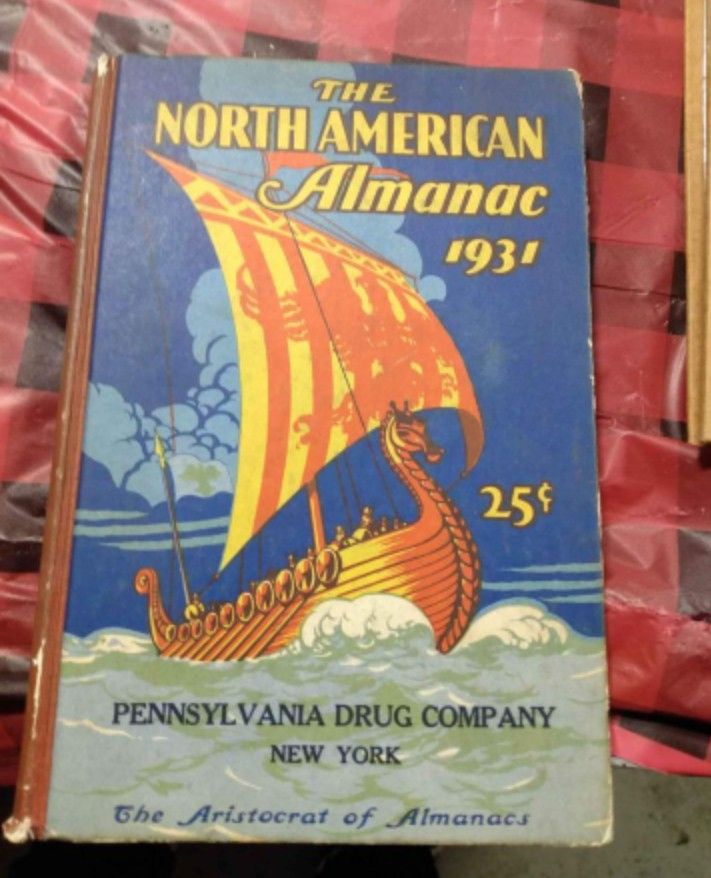 THE
NORTH AMERICAN
Almanac
1931
25¢
PENNSYLVANIA DRUG COMPANY
NEW YORK
The Aristocrat of Almanacs